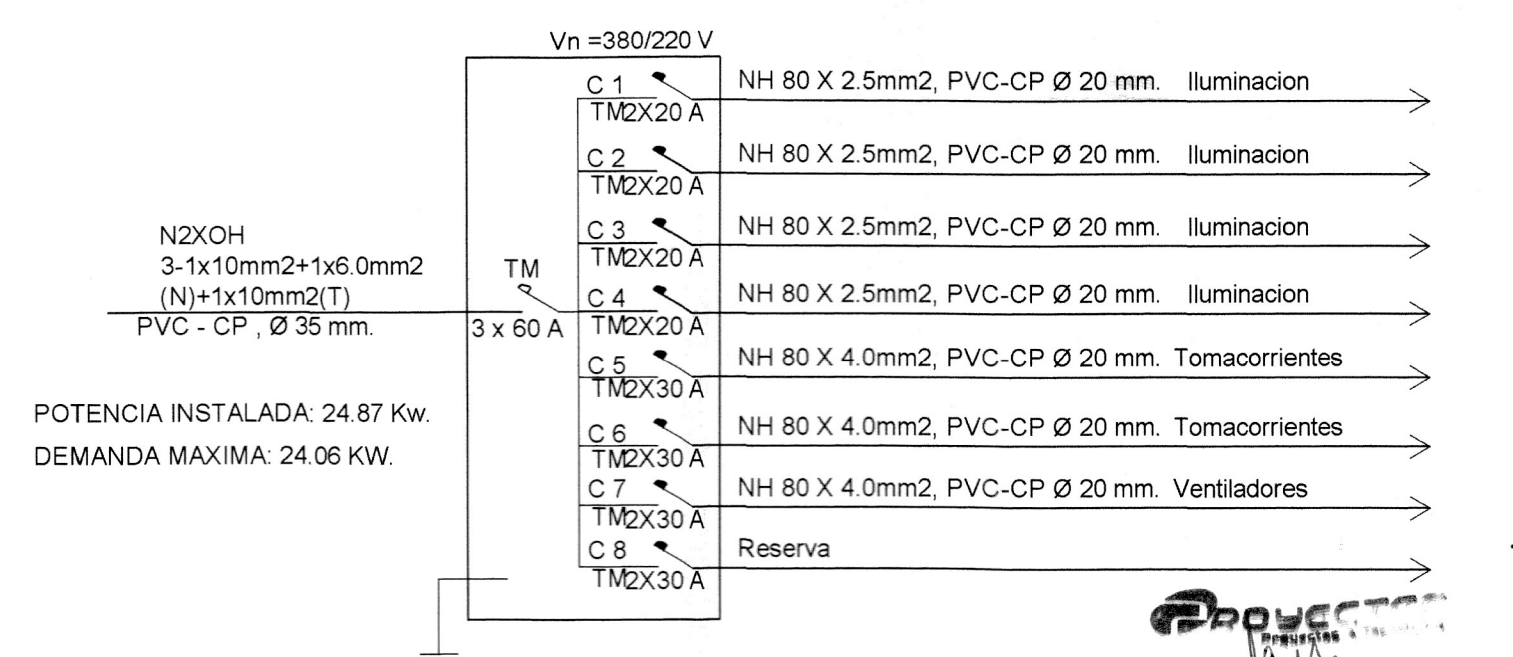 Vn =380/220 V
C 1
TM2X20 A
NH 80 X 2.5mm2, PVC-CP Ø 20 mm. Iluminacion
C 2
TM2X20 A
NH 80 X 2.5mm2, PVC-CP Ø 20 mm. Iluminacion
C 3
TM2X20 A
NH 80 X 2.5mm2, PVC-CP Ø 20 mm. Iluminacion
N2XOH
3-1x10mm2+1x6.0mm2
(N)+1x10mm2(T)
PVC - CP , Ø 35 mm.
TM
3 x 60 A
C 4
TM2X20 A
NH 80 X 2.5mm2, PVC-CP Ø 20 mm. Iluminacion
C 5
TM2X30 A
NH 80 X 4.0mm2, PVC-CP Ø 20 mm. Tomacorrientes
POTENCIA INSTALADA: 24.87 Kw.
DEMANDA MAXIMA: 24.06 KW.
C 6
TM2X30 A
NH 80 X 4.0mm2, PVC-CP Ø 20 mm. Tomacorrientes
C 7
TM2X30 A
NH 80 X 4.0mm2, PVC-CP Ø 20 mm. Ventiladores
C 8
TM2X30 A
Reserva